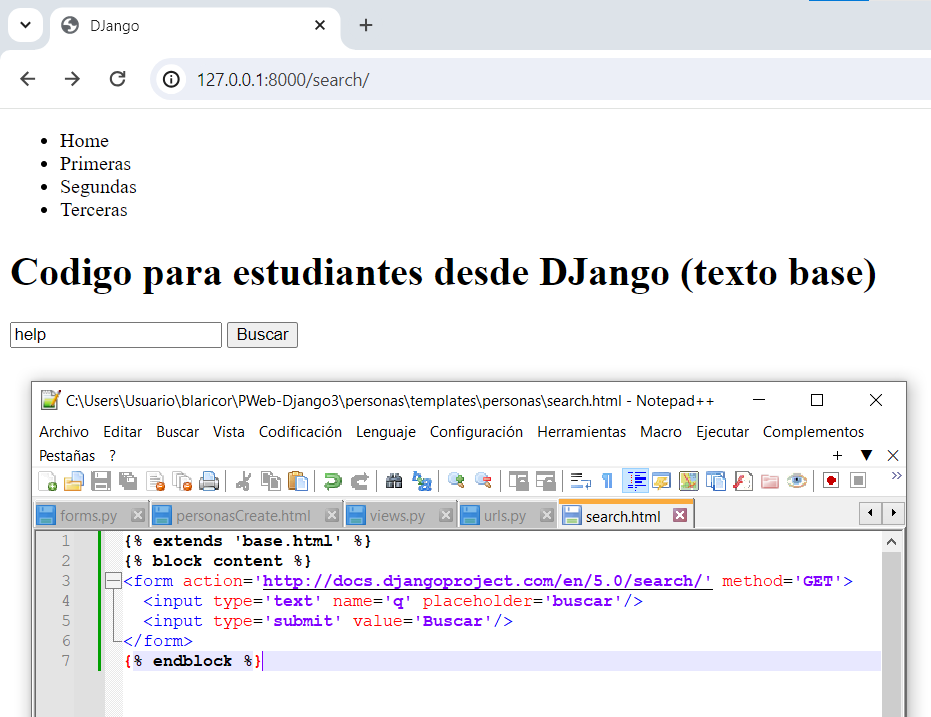 DJango
127.0.0.1:8000/search/
Home
Primeras
Segundas
Terceras
Codigo para estudiantes desde DJango (texto base)
help Buscar
C:\Users\Usuario\blaricor\PWeb-Django3\personas\templates\personas\search.html - Notepad++
Archivo Editar Buscar Vista Codificación Lenguaje Configuración Herramientas Macro Ejecutar Complementos
Pestañas ?
forms.py personasCreate.html views.py urls.py search.html
1 {% extends 'base.html' %}
2 {% block content %}
3 <form action='http://docs.djangoproject.com/en/5.0/search/' method='GET'>
4 <input type='text' name='q' placeholder='buscar'/>
5 <input type='submit' value='Buscar'/>
6 </form>
7 {% endblock %}